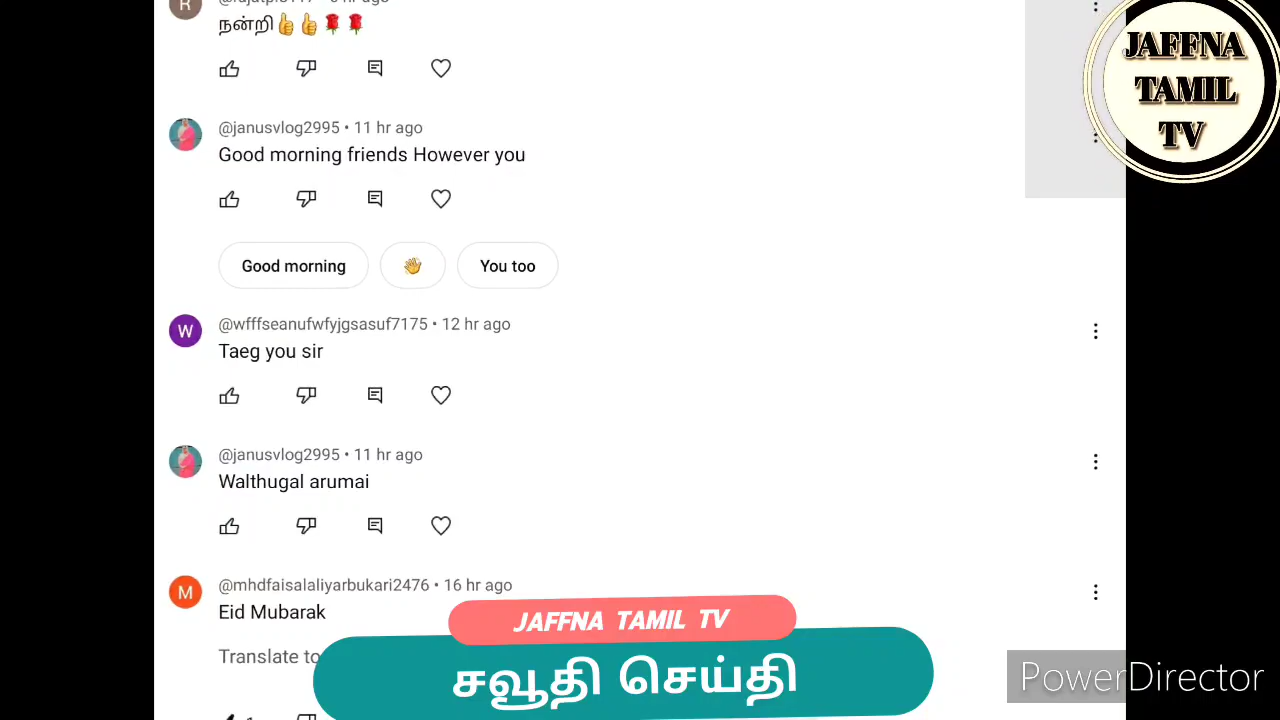 நன்றி👍👍🌹🌹
JAFFNA
TAMIL
TV
@janusvlog2995 • 11 hr ago
Good morning friends However you
Good morning
👋
You too
W
@wfffseanufwfyjgsasuf7175 • 12 hr ago
Taeg you sir
@janusvlog2995 • 11 hr ago
Walthugal arumai
M
@mhdfaisalaliyarbukari2476 • 16 hr ago
Eid Mubarak
Translate to
JAFFNA TAMIL TV
சவூதி செய்தி
PowerDirector